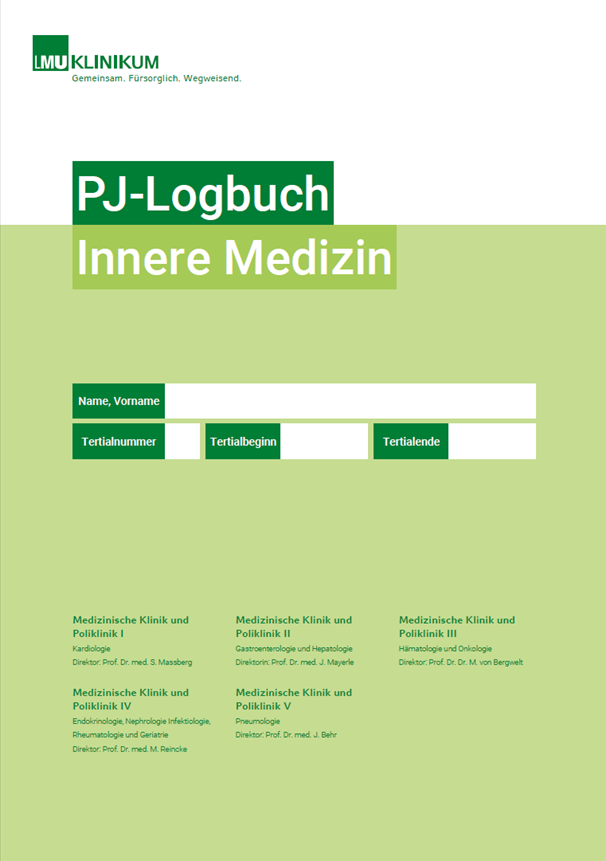 LMU KLINIKUM
Gemeinsam. Fürsorglich. Wegweisend.
PJ-Logbuch
Innere Medizin
Name, Vorname
Tertialnummer
Tertialbeginn
Tertialende
Medizinische Klinik und
Poliklinik I
Kardiologie
Direktor: Prof. Dr. med. S. Massberg
Medizinische Klinik und
Poliklinik II
Gastroenterologie und Hepatologie
Direktorin: Prof. Dr. med. J. Mayerle
Medizinische Klinik und
Poliklinik III
Hämatologie und Onkologie
Direktor: Prof. Dr. Dr. M. von Bergwelt
Medizinische Klinik und
Poliklinik IV
Endokrinologie, Nephrologie Infektiologie,
Rheumatologie und Geriatrie
Direktor: Prof. Dr. med. M. Reincke
Medizinische Klinik und
Poliklinik V
Pneumologie
Direktor: Prof. Dr. med. J. Behr